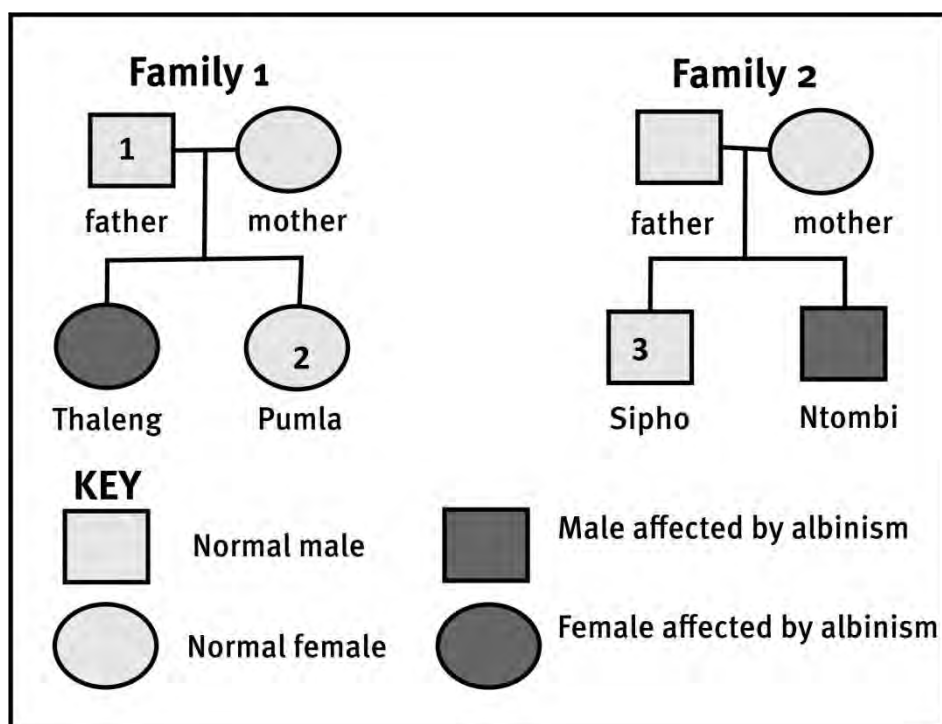 Family 1
Family 2
1
father
mother
father
mother
2
3
Thaleng
Pumla
Sipho
Ntombi
KEY
Normal male
Male affected by albinism
Normal female
Female affected by albinism